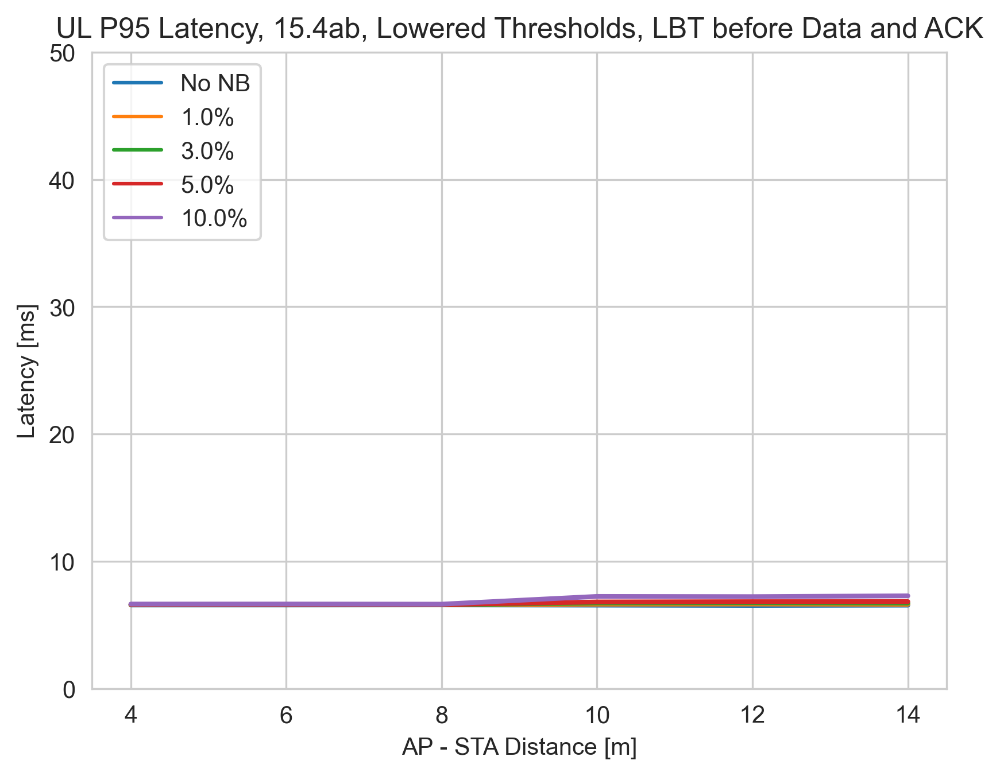 UL P95 Latency, 15.4ab, Lowered Thresholds, LBT before Data and ACK
50
40
30
20
10
0
Latency [ms]
No NB
1.0%
3.0%
5.0%
10.0%
4 6 8 10 12 14
AP - STA Distance [m]